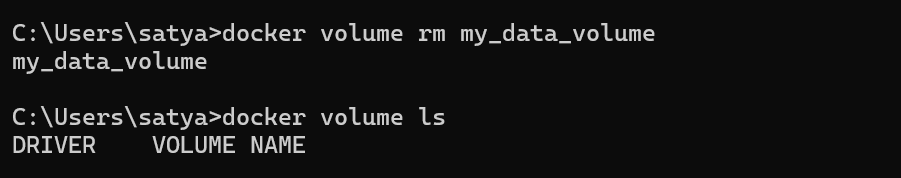 C:\Users\satya>docker volume rm my_data_volume
my_data_volume
C:\Users\satya>docker volume ls
DRIVER    VOLUME NAME